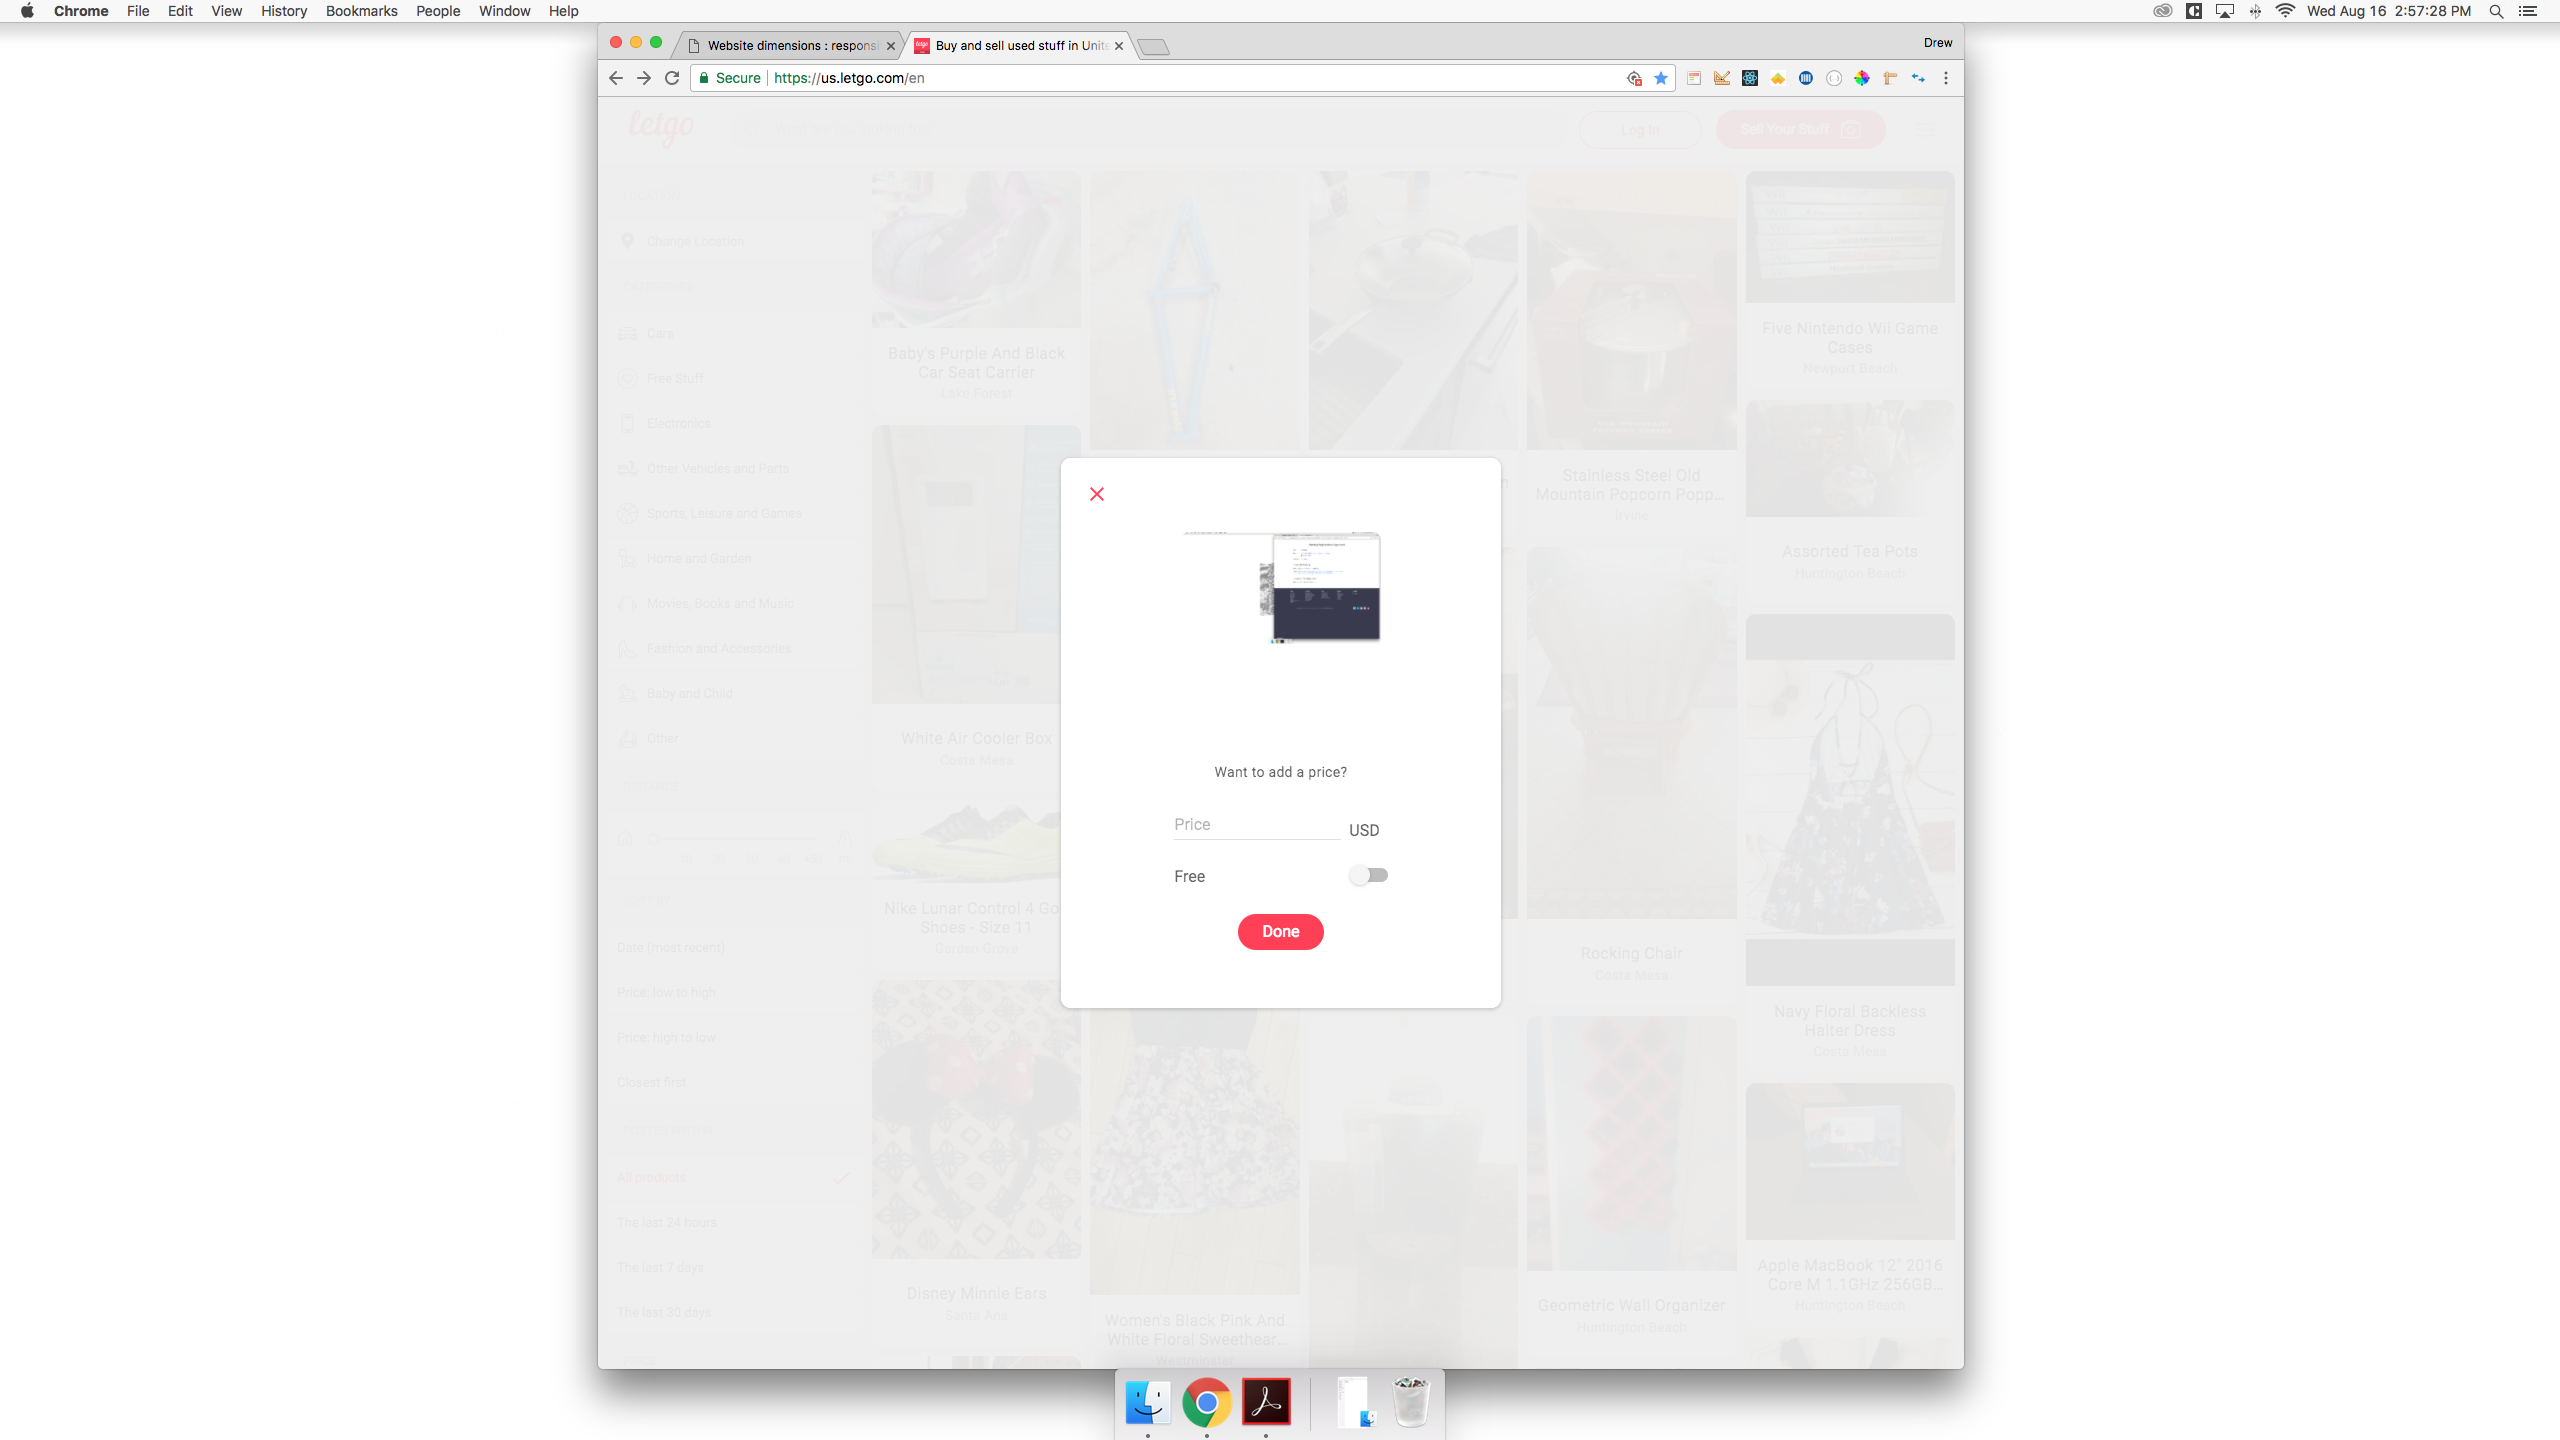 Chrome File Edit View History Bookmarks People Window Help
Wed Aug 16 2:57:28 PM
Website dimensions : responsi
Buy and sell used stuff in Unite
Drew
Secure https://us.letgo.com/en
letgo
Log In
Sell Your Stuff
LOCATION
Change Location
CATEGORIES
Cars
Free Stuff
Electronics
Other Vehicles and Parts
Sports, Leisure and Games
Home and Garden
Movies, Books and Music
Fashion and Accessories
Baby and Child
Other
DISTANCE
SORT BY
Date (most recent)
Price: low to high
Price: high to low
Closest first
POSTED WITHIN
All products
The last 24 hours
The last 7 days
The last 30 days
Baby's Purple And Black
Car Seat Carrier
Lake Forest
White Air Cooler Box
Costa Mesa
Nike Lunar Control 4 Go
Shoes - Size 11
Garden Grove
Disney Minnie Ears
Santa Ana
Women's Black Pink And
White Floral Sweethear...
Westminster
Stainless Steel Old
Mountain Popcorn Popp...
Irvine
Rocking Chair
Costa Mesa
Geometric Wall Organizer
Huntington Beach
Five Nintendo Wii Game
Cases
Newport Beach
Assorted Tea Pots
Huntington Beach
Navy Floral Backless
Halter Dress
Costa Mesa
Apple MacBook 12" 2016
Core M 1.1GHz 256GB...
Huntington Beach
Want to add a price?
Price
USD
Free
Done